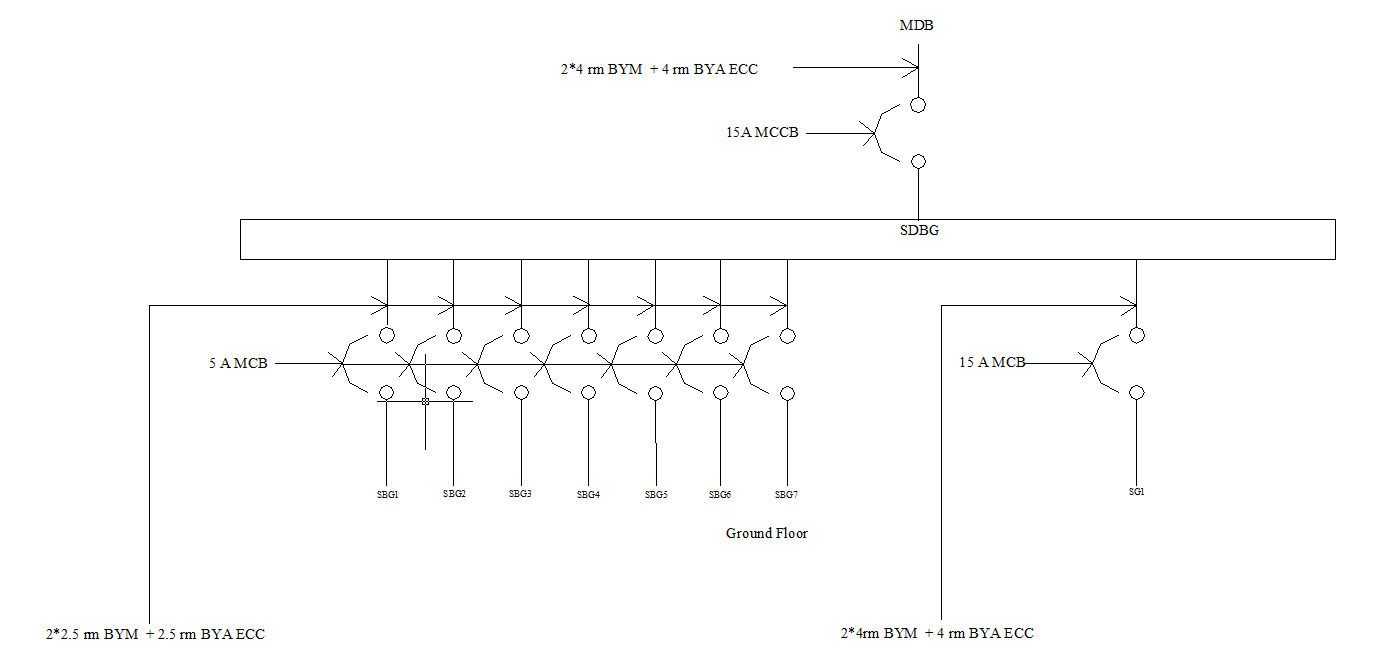 MDB
2*4 rm BYM + 4 rm BYA ECC
15A MCCB
SDBG
5 A MCB
15 A MCB
SBG1 SBG2 SBG3 SBG4 SBG5 SBG6 SBG7
SG1
Ground Floor
2*2.5 rm BYM + 2.5 rm BYA ECC
2*4rm BYM + 4 rm BYA ECC